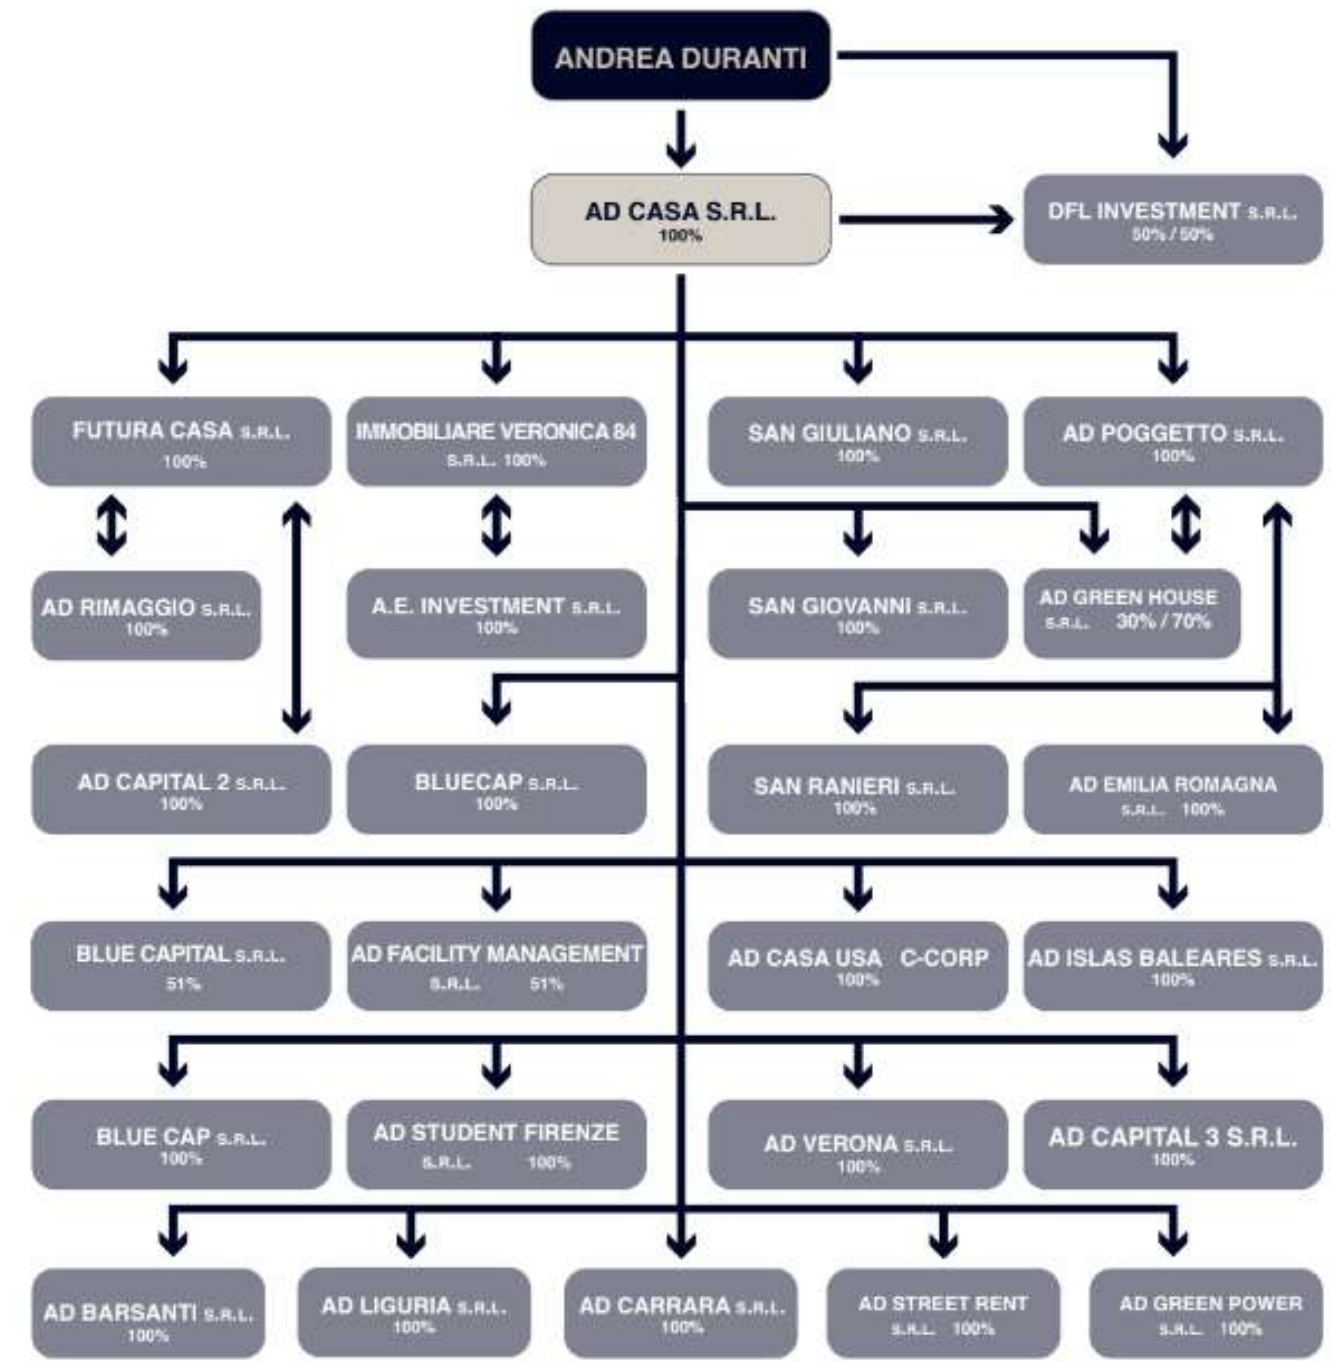 ANDREA DURANTI
AD CASA S.R.L.
100%
DFL INVESTMENT S.R.L.
50% / 50%
FUTURA CASA S.R.L.
100%
IMMOBILIARE VERONICA 84
S.R.L. 100%
SAN GIULIANO S.R.L.
100%
AD POGGETTO S.R.L.
100%
AD RIMAGGIO S.R.L.
100%
A.E. INVESTMENT S.R.L.
100%
SAN GIOVANNI S.R.L.
100%
AD GREEN HOUSE
S.R.L. 30% / 70%
AD CAPITAL 2 S.R.L.
100%
BLUECAP S.R.L.
100%
SAN RANIERI S.R.L.
100%
AD EMILIA ROMAGNA
S.R.L. 100%
BLUE CAPITAL S.R.L.
51%
AD FACILITY MANAGEMENT
S.R.L. 51%
AD CASA USA C-CORP
100%
AD ISLAS BALEARES S.R.L.
100%
BLUE CAP S.R.L.
100%
AD STUDENT FIRENZE
S.R.L. 100%
AD VERONA S.R.L.
100%
AD CAPITAL 3 S.R.L.
100%
AD BARSANTI S.R.L.
100%
AD LIGURIA S.R.L.
100%
AD CARRARA S.R.L.
100%
AD STREET RENT
S.R.L. 100%
AD GREEN POWER
S.R.L. 100%